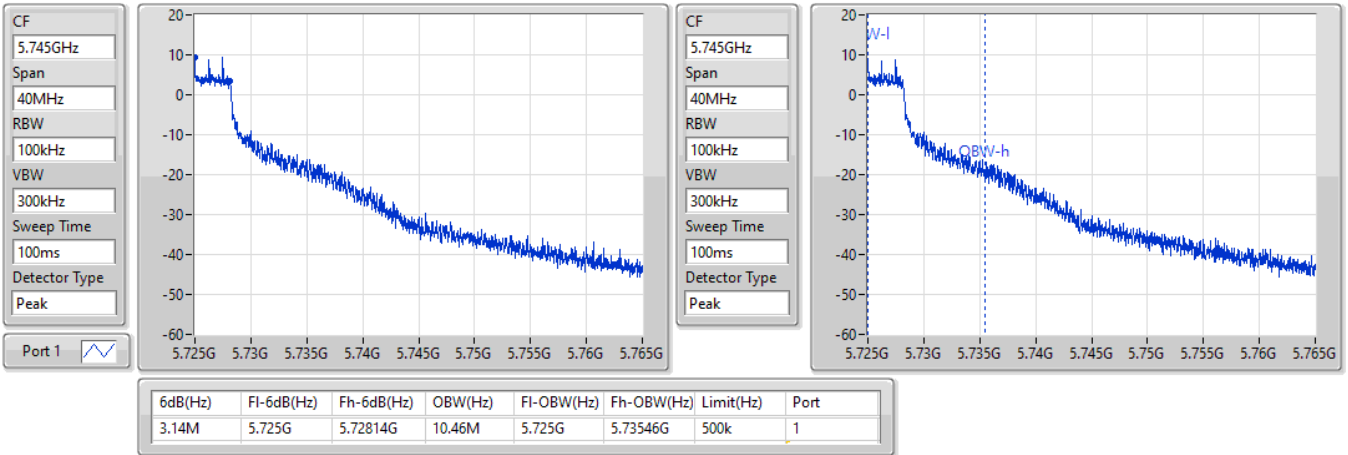 CF
5.745GHz
Span
40MHz
RBW
100kHz
VBW
300kHz
Sweep Time
100ms
Detector Type
Peak
Port 1
20
10
0
-10
-20
-30
-40
-50
-60
5.725G 5.73G 5.735G 5.74G 5.745G 5.75G 5.755G 5.76G 5.765G
CF
5.745GHz
Span
40MHz
RBW
100kHz
VBW
300kHz
Sweep Time
100ms
Detector Type
Peak
20
10
0
-10
-20
-30
-40
-50
-60
W-l
OBW-h
5.725G 5.73G 5.735G 5.74G 5.745G 5.75G 5.755G 5.76G 5.765G
6dB(Hz) Fl-6dB(Hz) Fh-6dB(Hz) OBW(Hz) Fl-OBW(Hz) Fh-OBW(Hz) Limit(Hz) Port
3.14M 5.725G 5.72814G 10.46M 5.725G 5.73546G 500k 1